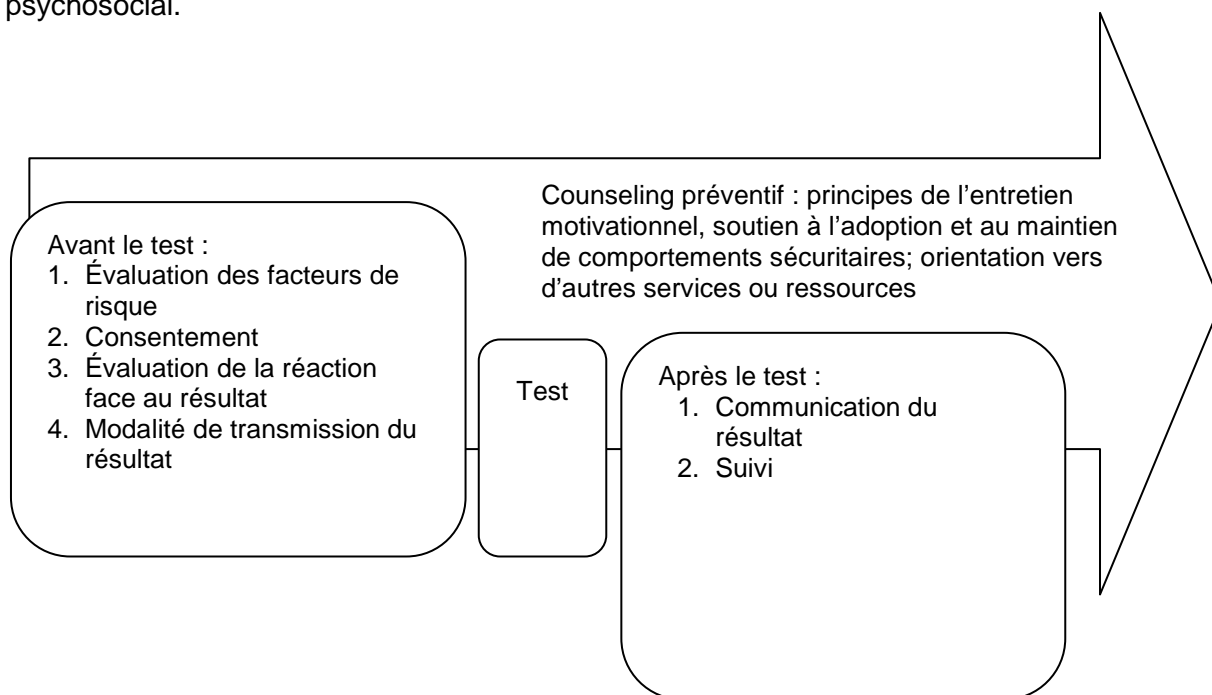 psychosocial.
Counseling préventif : principes de l'entretien
motivationnel, soutien à l'adoption et au maintien
de comportements sécuritaires; orientation vers
d'autres services ou ressources
Avant le test :
1. Évaluation des facteurs de
risque
2. Consentement
3. Évaluation de la réaction
face au résultat
4. Modalité de transmission du
résultat
Test
Après le test :
1. Communication du
résultat
2. Suivi